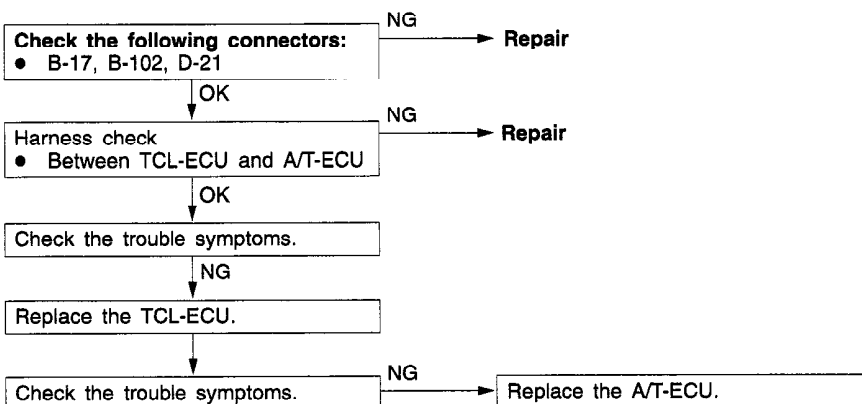 NG
Check the following connectors:
● B-17, B-102, D-21
Repair
OK
NG
Harness check
● Between TCL-ECU and A/T-ECU
Repair
OK
Check the trouble symptoms.
NG
Replace the TCL-ECU.
NG
Check the trouble symptoms.
Replace the A/T-ECU.